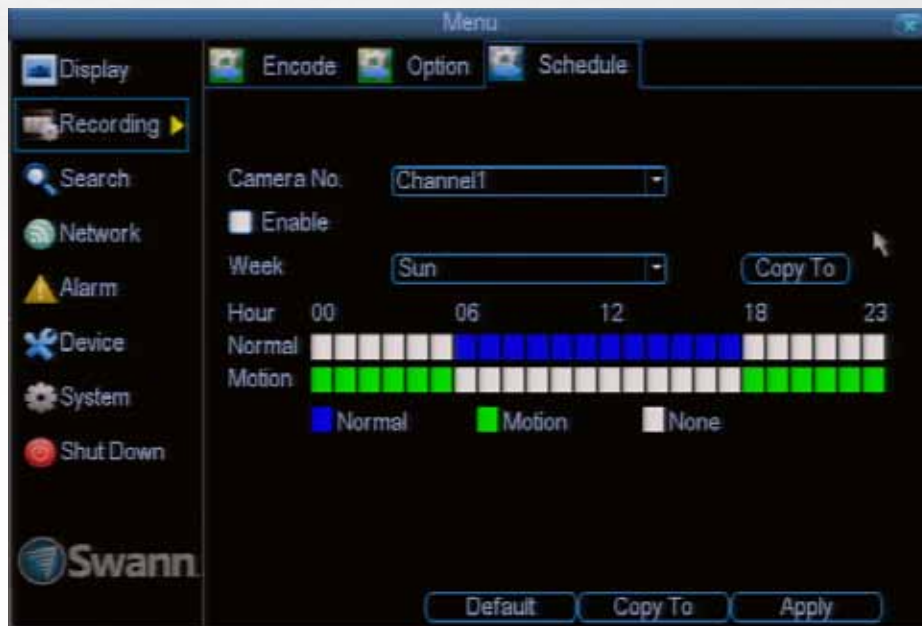 Menu
Display
Recording
Search
Network
Alarm
Device
System
Shut Down
Swann
Encode
Option
Schedule
Camera No.
Channel1
Enable
Week
Sun
Copy To
Hour 00 06 12 18 23
Normal
Motion
Normal Motion None
Default Copy To Apply